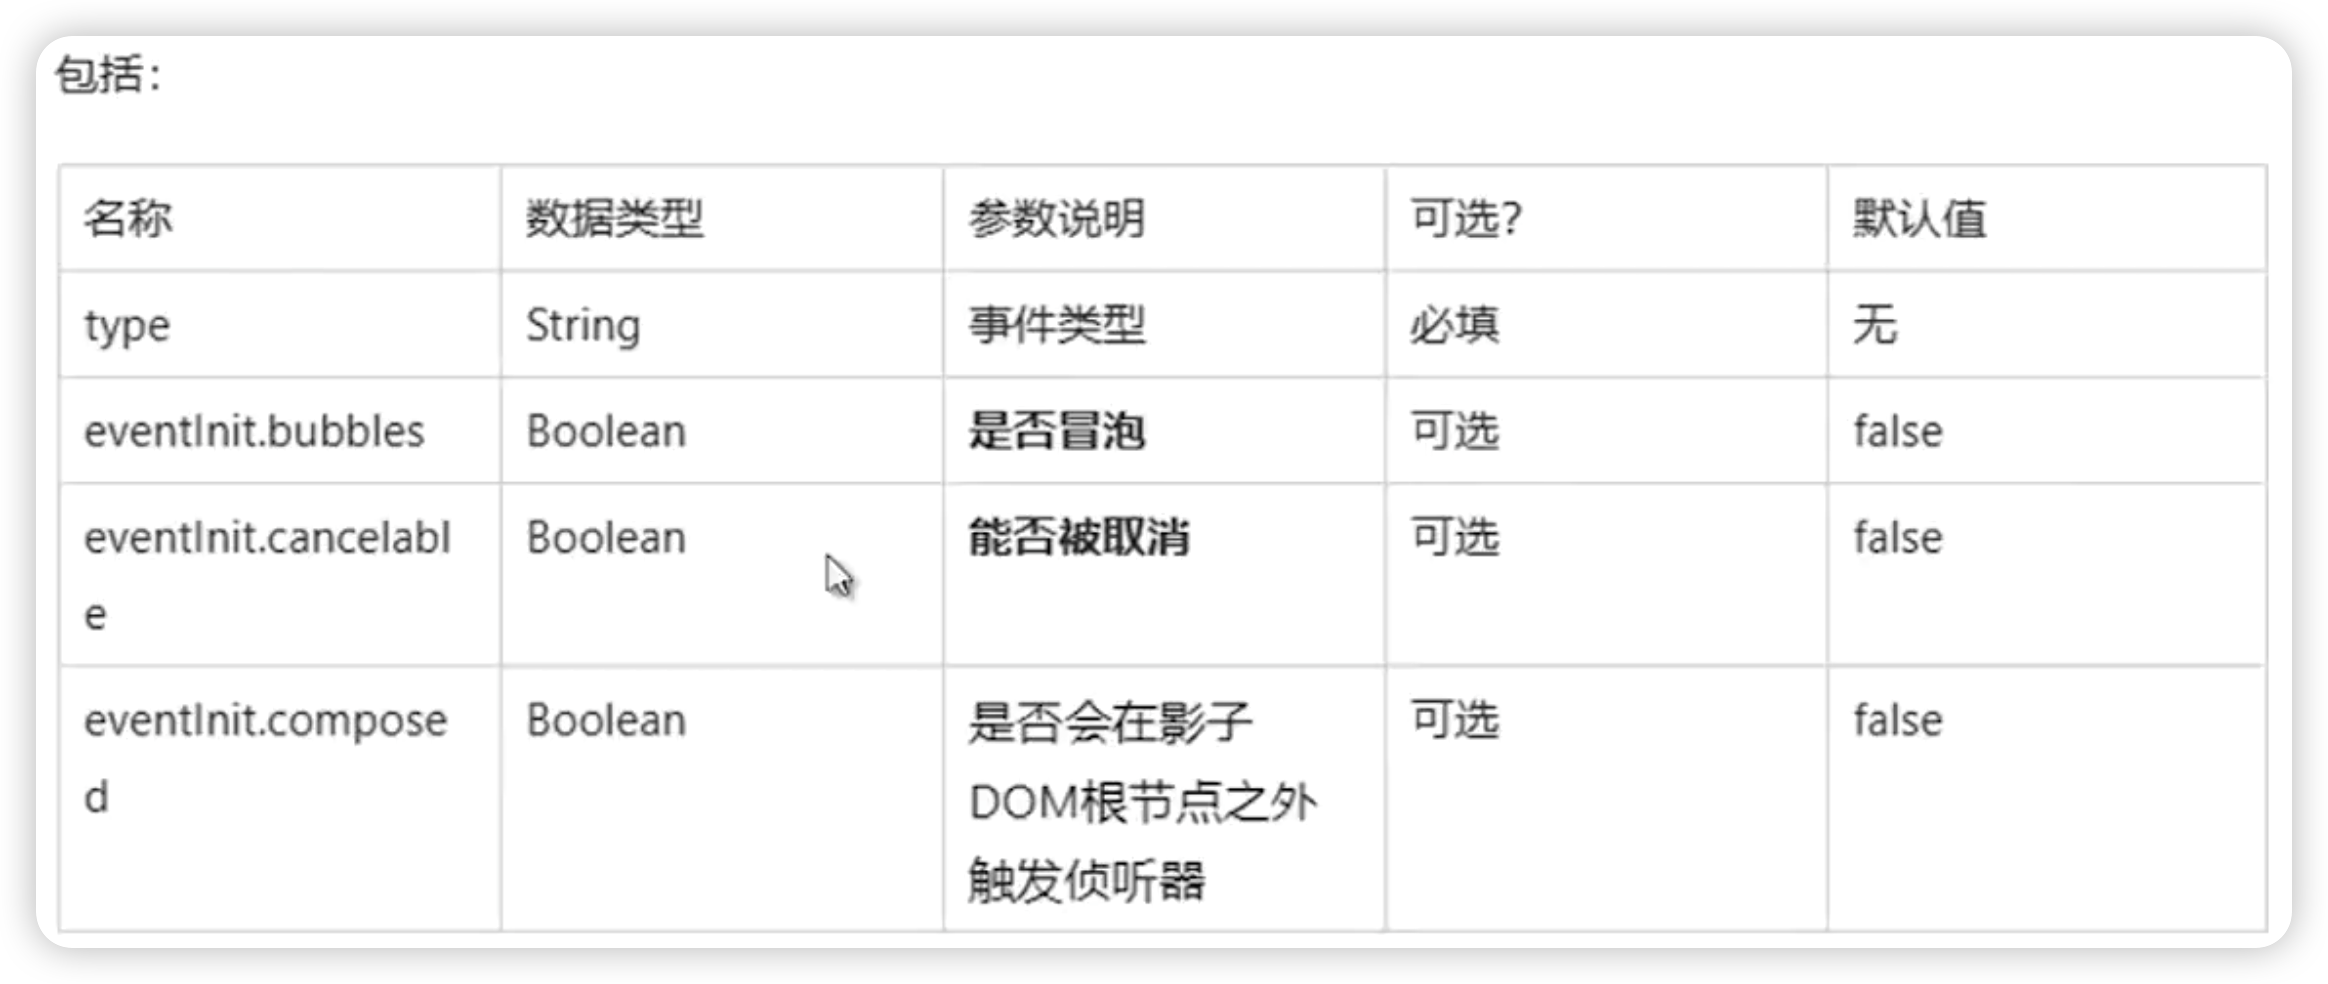 包括：
名称 数据类型 参数说明 可选? 默认值
type String 事件类型 必填 无
eventInit.bubbles Boolean 是否冒泡 可选 false
eventInit.cancelabl Boolean 能否被取消 可选 false
e
eventInit.compose Boolean 是否会在影子 可选 false
d DOM根节点之外
触发侦听器